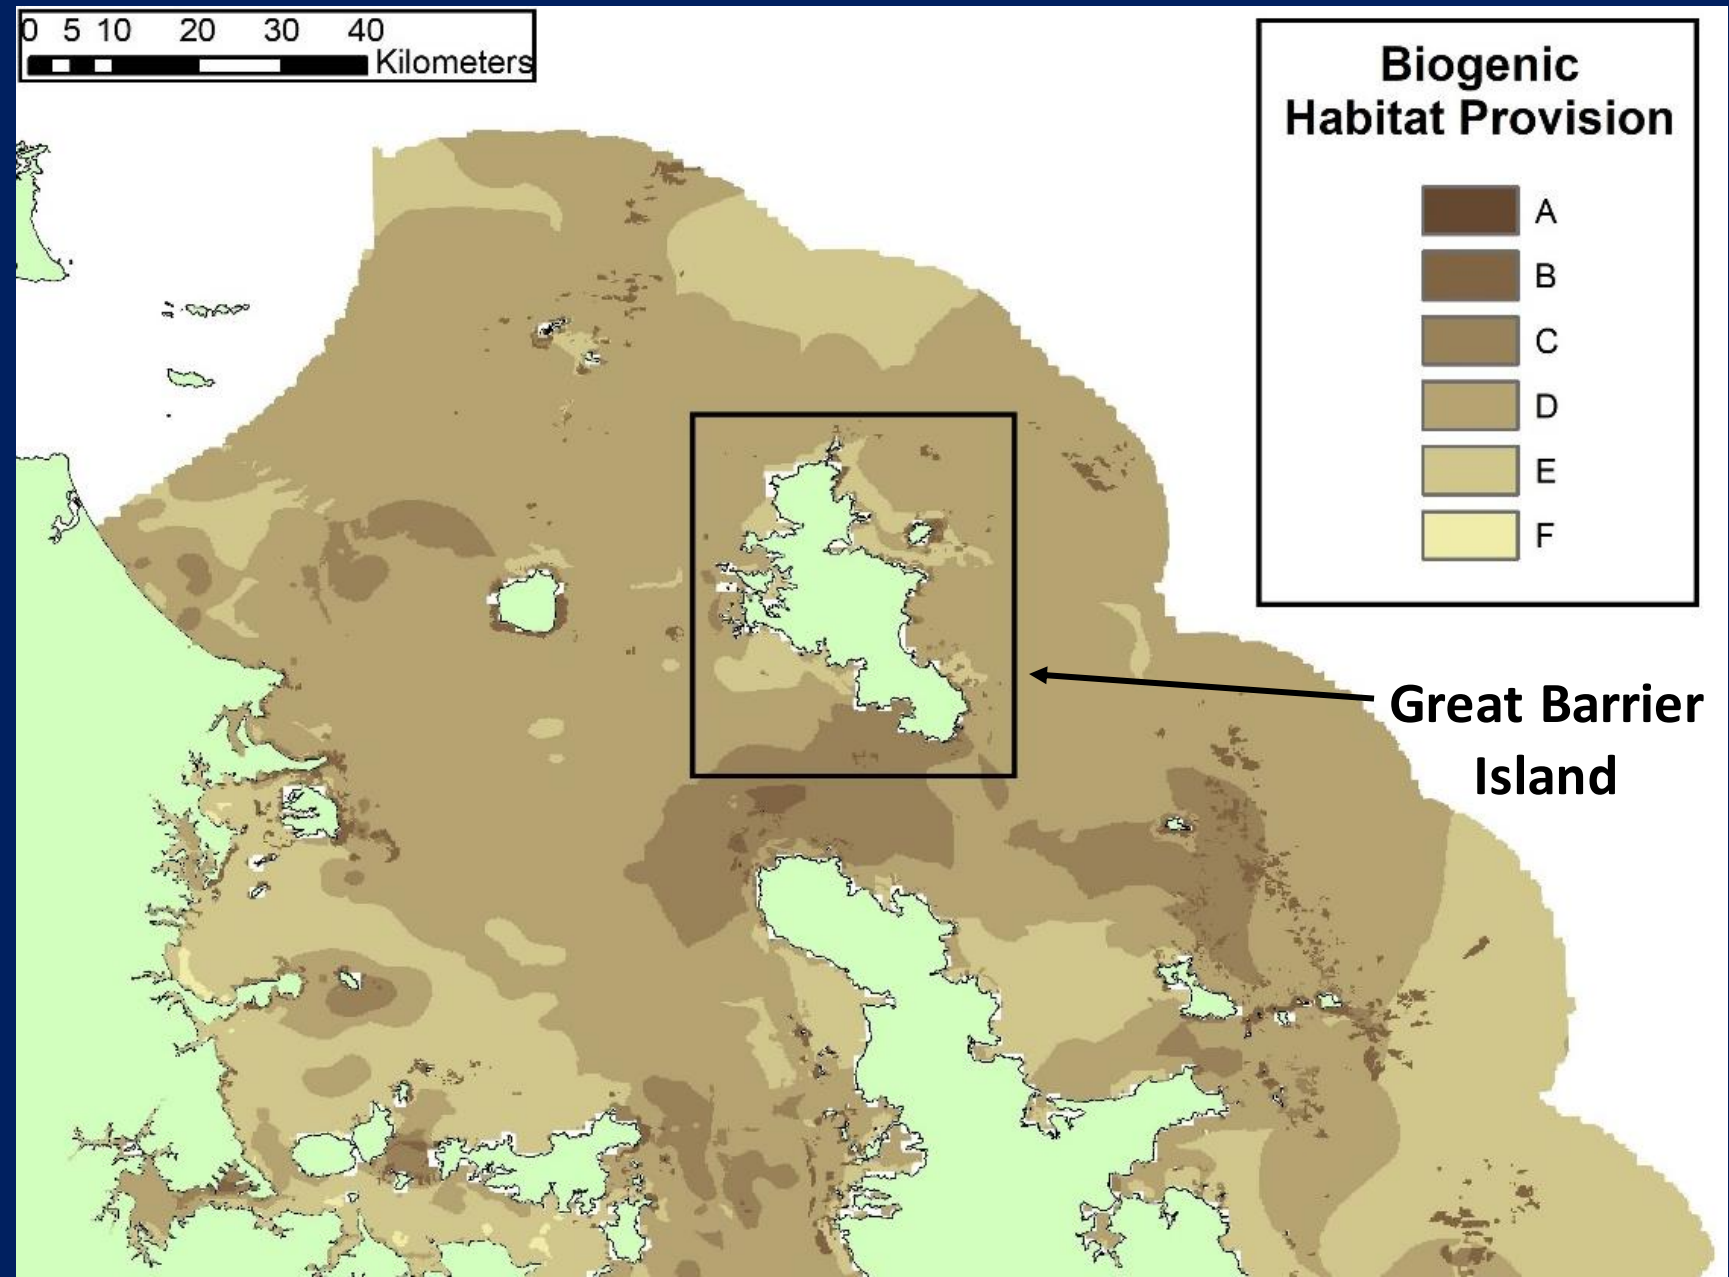 0 5 10 20 30 40
Kilometers
Biogenic
Habitat Provision
A
B
C
D
E
F
Great Barrier
Island